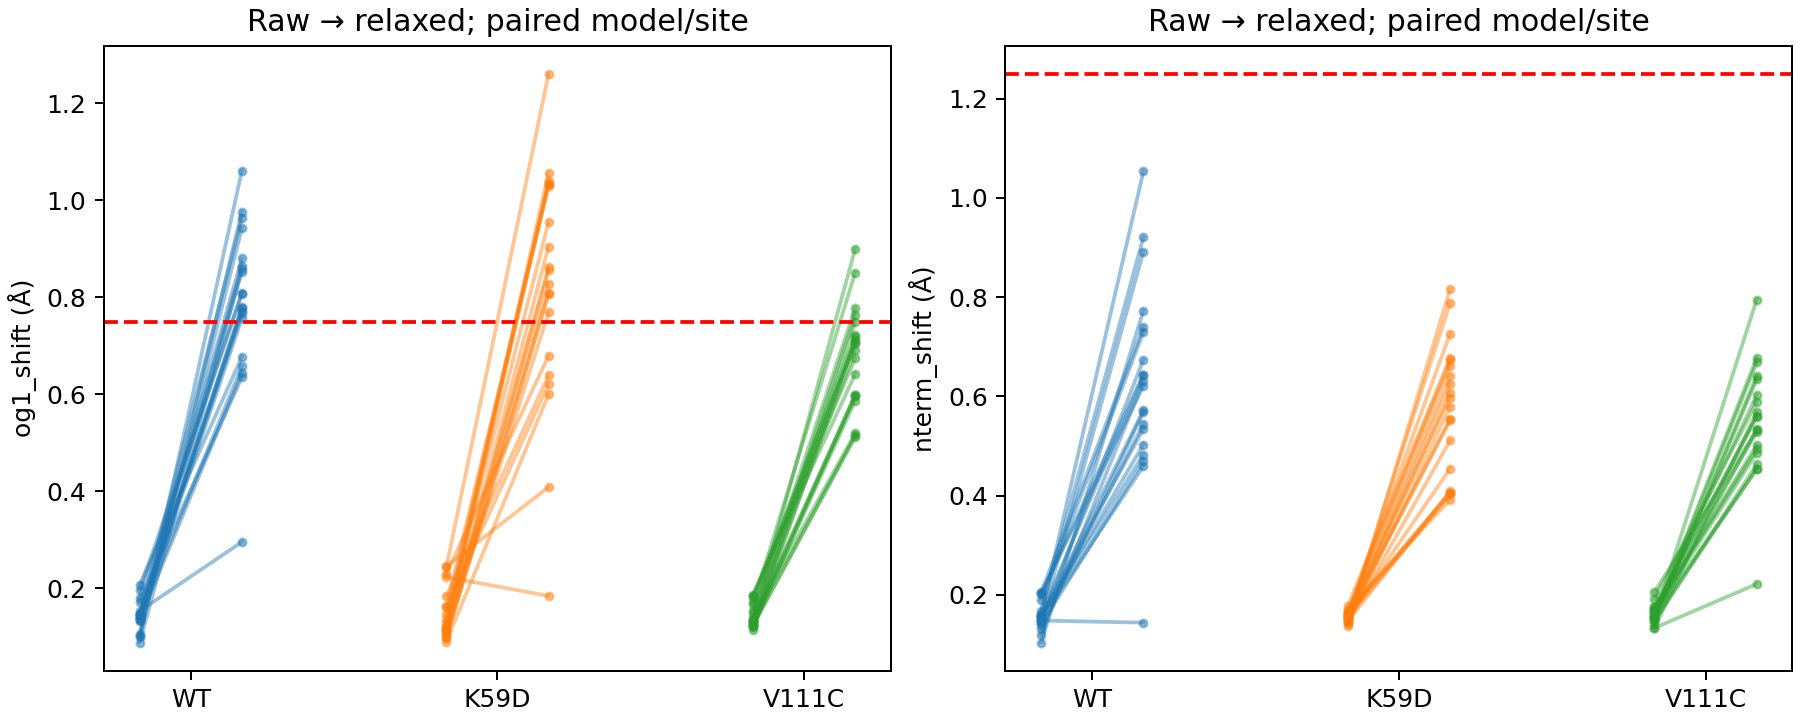 Raw → relaxed; paired model/site
og1_shift (Å)
1.2
1.0
0.8
0.6
0.4
0.2
WT
K59D
V111C
Raw → relaxed; paired model/site
nterm_shift (Å)
1.2
1.0
0.8
0.6
0.4
0.2
WT
K59D
V111C